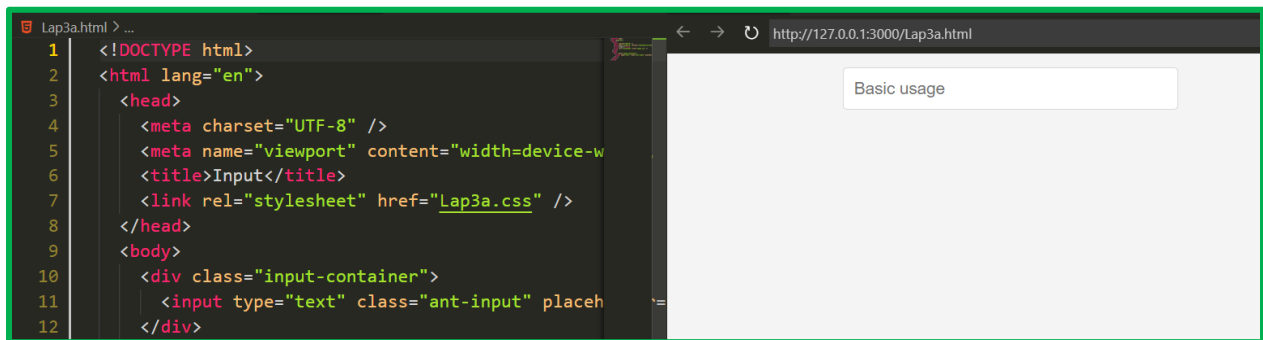 Lap3a.html > ...
1 <!DOCTYPE html>
2 <html lang="en">
3 <head>
4 <meta charset="UTF-8" />
5 <meta name="viewport" content="width=device-w
6 <title>Input</title>
7 <link rel="stylesheet" href="Lap3a.css" />
8 </head>
9 <body>
10 <div class="input-container">
11 <input type="text" class="ant-input" placeh r=
12 </div>
http://127.0.0.1:3000/Lap3a.html
Basic usage